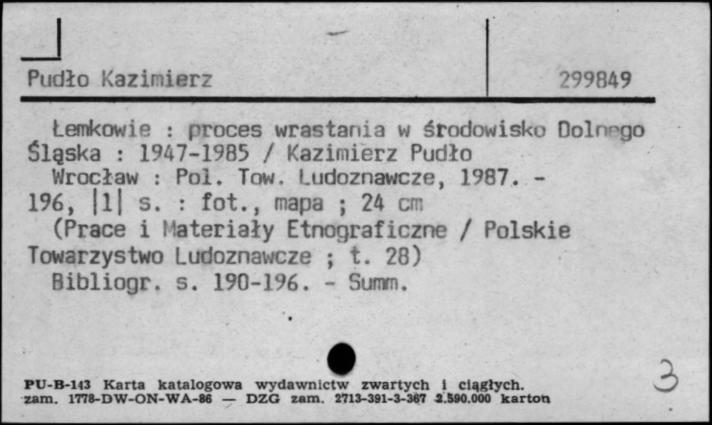 Pudło Kazimierz 299849
Łemkowie : proces wrastania w środowisko Dolnego
Śląska : 1947-1985 / Kazimierz Pudło
Wrocław : Pol. Tow. Ludoznawcze, 1987. -
196, |1| s. : fot., mapa ; 24 cm
(Prace i Materiały Etnograficzne / Polskie
Towarzystwo Ludoznawcze ; t. 28)
Bibliogr. s. 190-196. - Summ.
3
PU-B-143 Karta katalogowa wydawnictw zwartych i ciągłych.
zam. 1778-DW-ON-WA-86 — DZG zam. 2713-391-3-367 2.590.000 karton